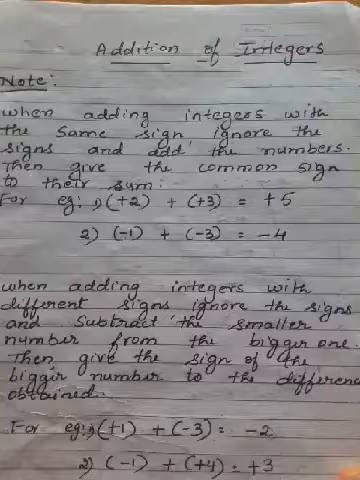 Addition of Integers
Note:
when adding integers with
the same sign ignore the
signs and add the numbers.
Then give the common sign
to their sum.
For eg: 1) (+2) + (+3) = +5
2) (-1) + (-3) = -4
when adding integers with
different signs ignore the signs
and subtract the smaller
number from the bigger one.
Then give the sign of the
bigger number to the difference
obtained.
For eg: 1) (+1) + (-3) = -2
2) (-1) + (+4) = +3